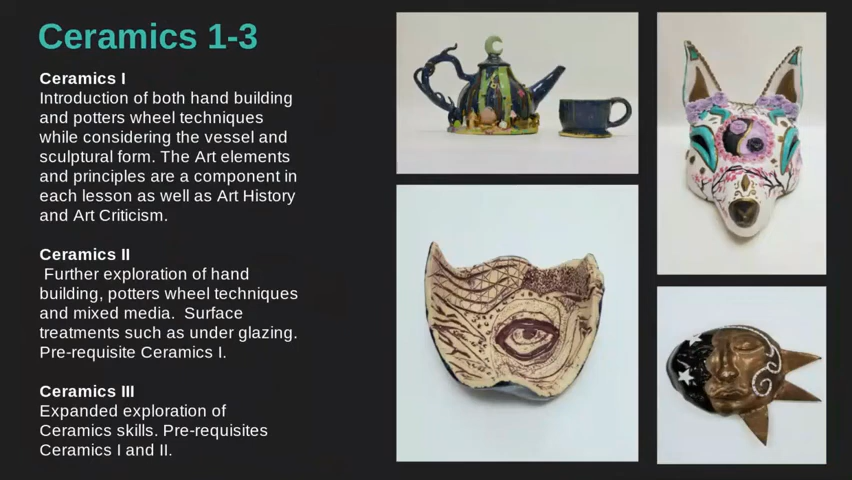 Ceramics 1-3
Ceramics I
Introduction of both hand building
and potters wheel techniques
while considering the vessel and
sculptural form. The Art elements
and principles are a component in
each lesson as well as Art History
and Art Criticism.
Ceramics II
Further exploration of hand
building, potters wheel techniques
and mixed media.  Surface
treatments such as under glazing.
Pre-requisite Ceramics I.
Ceramics III
Expanded exploration of
Ceramics skills. Pre-requisites
Ceramics I and II.